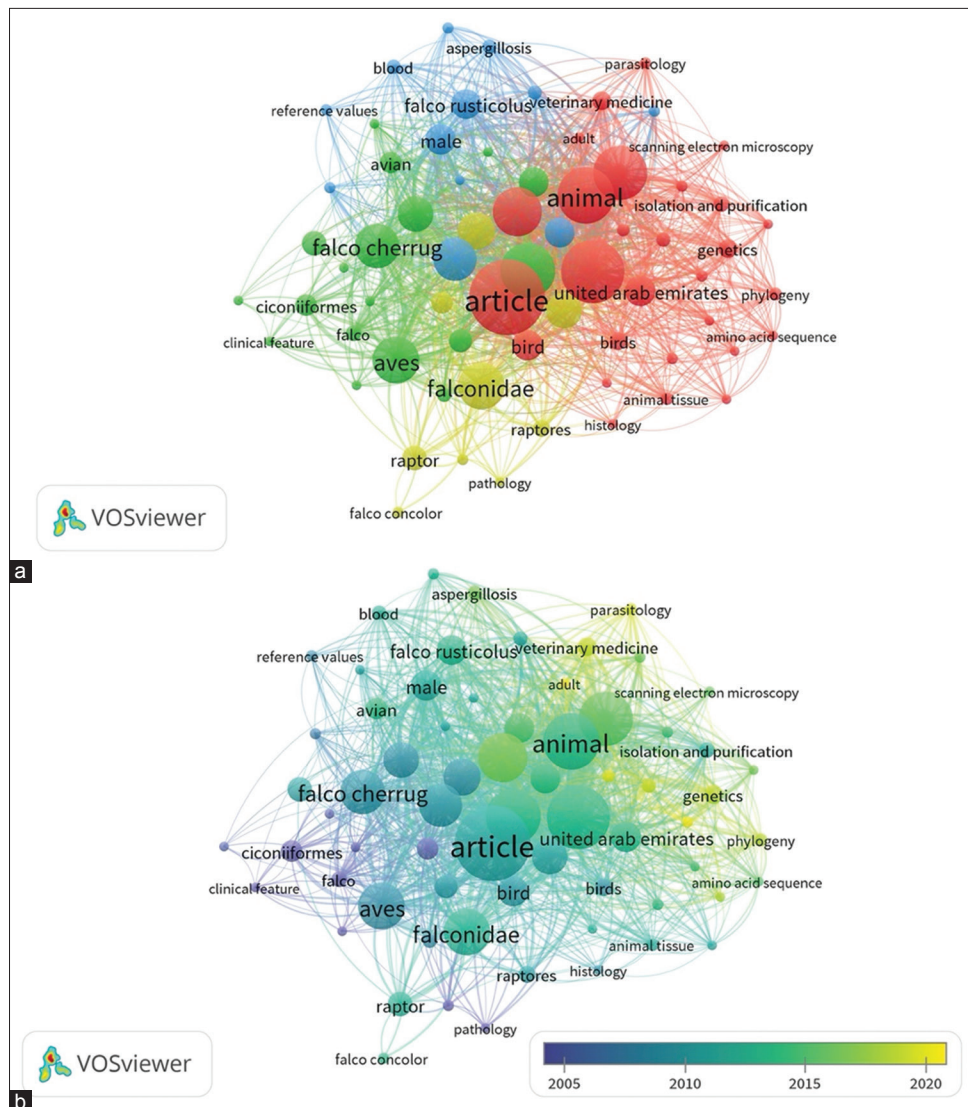 aspergillosis
blood
parasitology
reference values
falco rusticolus
veterinary medicine
male
adult
avian
scanning electron microscopy
animal
isolation and purification
falco cherrug
genetics
article
united arab emirates
phylogeny
ciconiiformes
falco
clinical feature
bird
birds
amino acid sequence
aves
falconidae
animal tissue
raptores
histology
raptor
pathology
falco concolor
VOSviewer
a
aspergillosis
blood
parasitology
reference values
falco rusticolus
veterinary medicine
male
adult
avian
scanning electron microscopy
animal
isolation and purification
falco cherrug
genetics
article
united arab emirates
phylogeny
ciconiiformes
falco
clinical feature
bird
birds
amino acid sequence
aves
falconidae
animal tissue
raptores
histology
raptor
pathology
falco concolor
VOSviewer
2005
2010
2015
2020
b